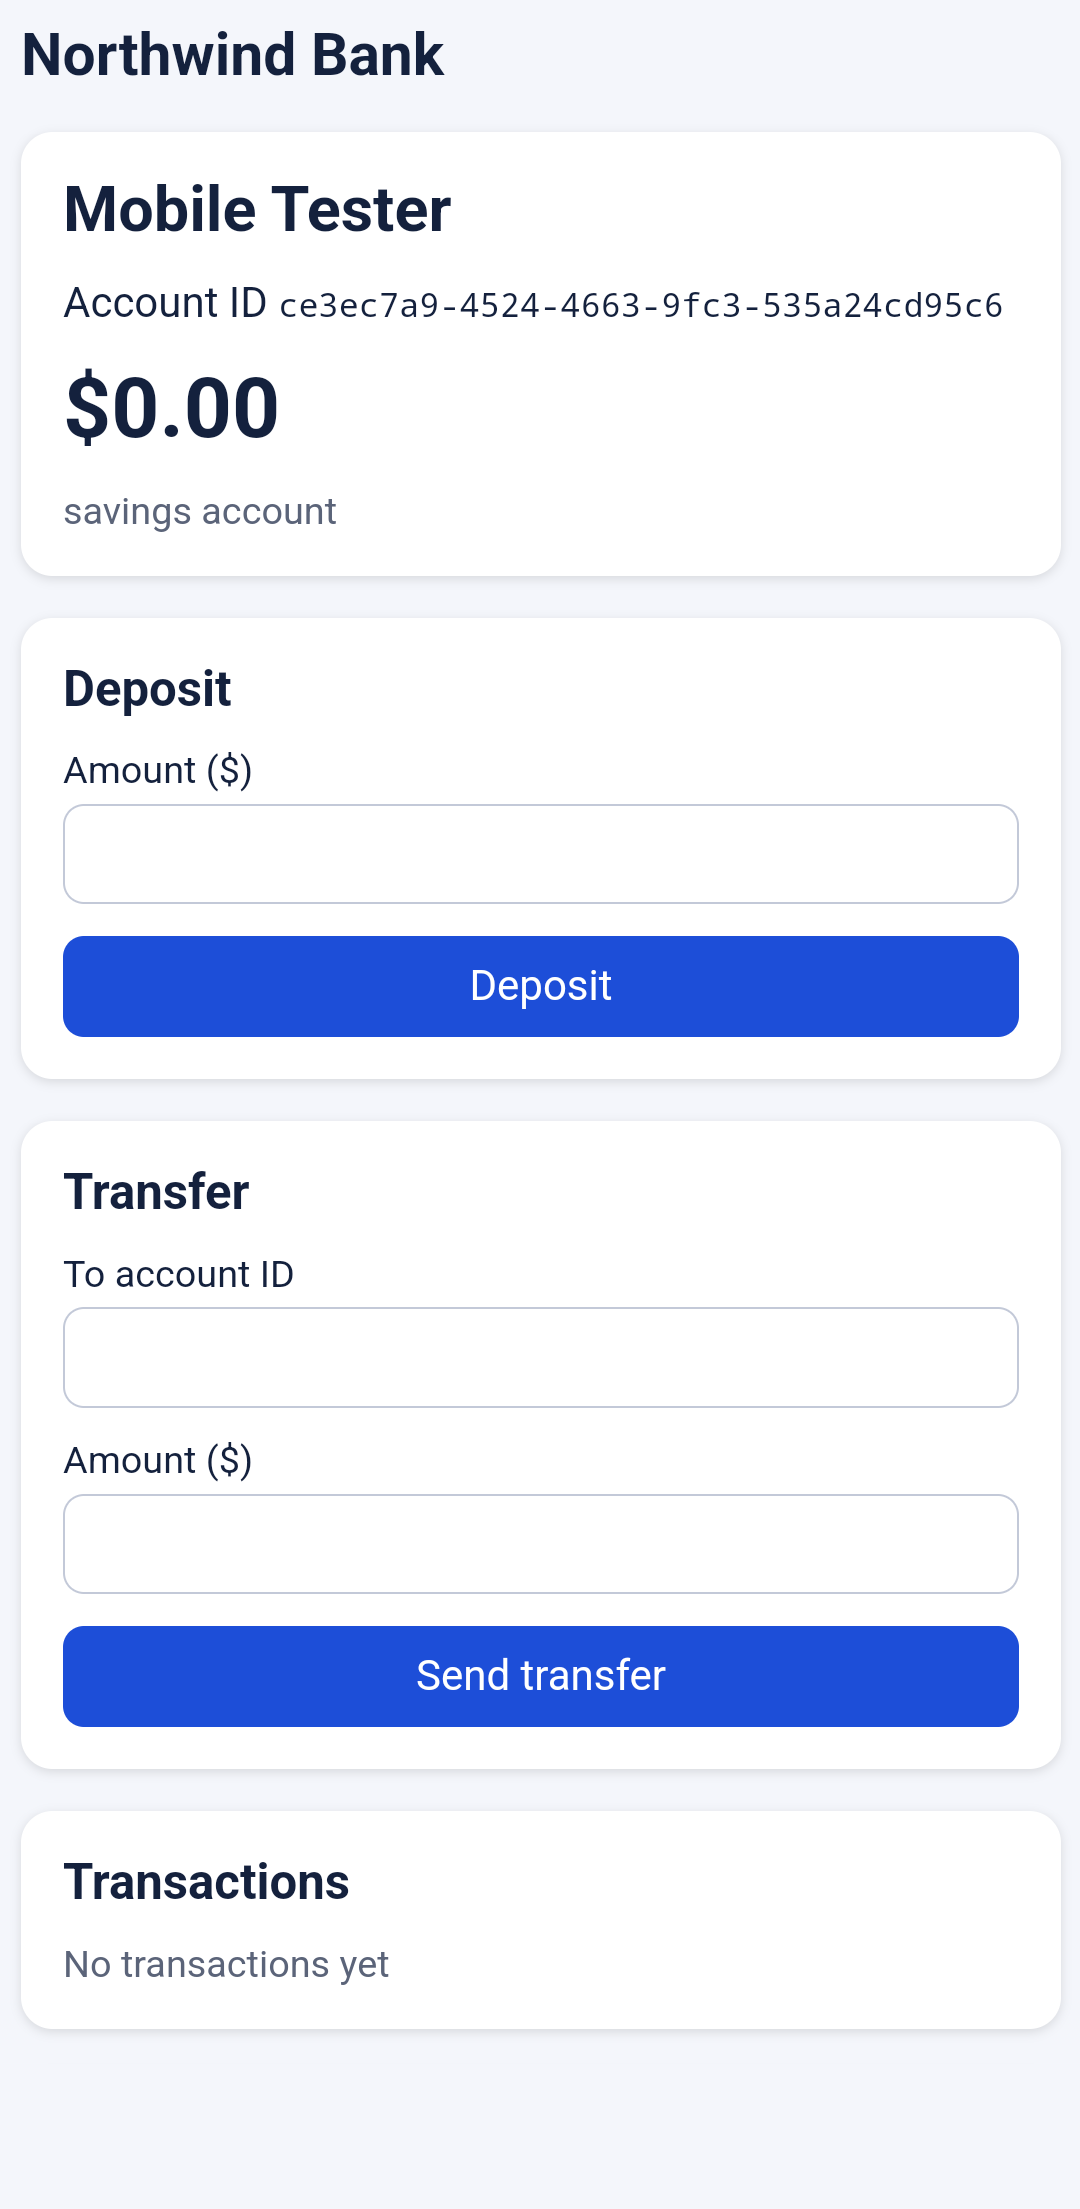 Northwind Bank
Mobile Tester
Account ID ce3ec7a9-4524-4663-9fc3-535a24cd95c6
$0.00
savings account
Deposit
Amount ($)
Deposit
Transfer
To account ID
Amount ($)
Send transfer
Transactions
No transactions yet